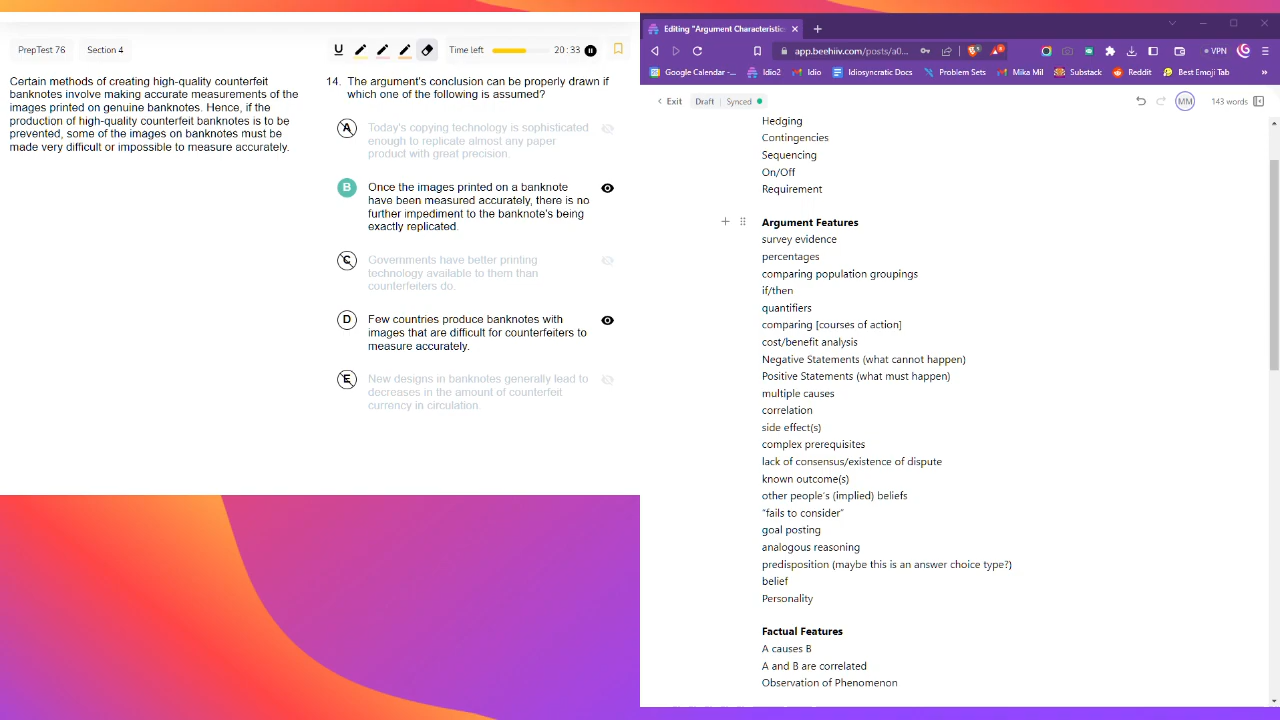 PrepTest 76
Section 4
Time left
20 : 33
Certain methods of creating high-quality counterfeit
banknotes involve making accurate measurements of the
images printed on genuine banknotes. Hence, if the
production of high-quality counterfeit banknotes is to be
prevented, some of the images on banknotes must be
made very difficult or impossible to measure accurately.
14. The argument's conclusion can be properly drawn if
which one of the following is assumed?
A Today's copying technology is sophisticated
enough to replicate almost any paper
product with great precision.
B Once the images printed on a banknote
have been measured accurately, there is no
further impediment to the banknote's being
exactly replicated.
C Governments have better printing
technology available to them than
counterfeiters do.
D Few countries produce banknotes with
images that are difficult for counterfeiters to
measure accurately.
E New designs in banknotes generally lead to
decreases in the amount of counterfeit
currency in circulation.
Editing "Argument Characteristic:
app.beehiiv.com/posts/a0...
VPN
Google Calendar -...
Idio2
Idio
Idiosyncratic Docs
Problem Sets
Mika Mil
Substack
Reddit
Best Emoji Tab
Exit
Draft
Synced
MM
143 words
Hedging
Contingencies
Sequencing
On/Off
Requirement
Argument Features
survey evidence
percentages
comparing population groupings
if/then
quantifiers
comparing [courses of action]
cost/benefit analysis
Negative Statements (what cannot happen)
Positive Statements (what must happen)
multiple causes
correlation
side effect(s)
complex prerequisites
lack of consensus/existence of dispute
known outcome(s)
other people's (implied) beliefs
"fails to consider"
goal posting
analogous reasoning
predisposition (maybe this is an answer choice type?)
belief
Personality
Factual Features
A causes B
A and B are correlated
Observation of Phenomenon